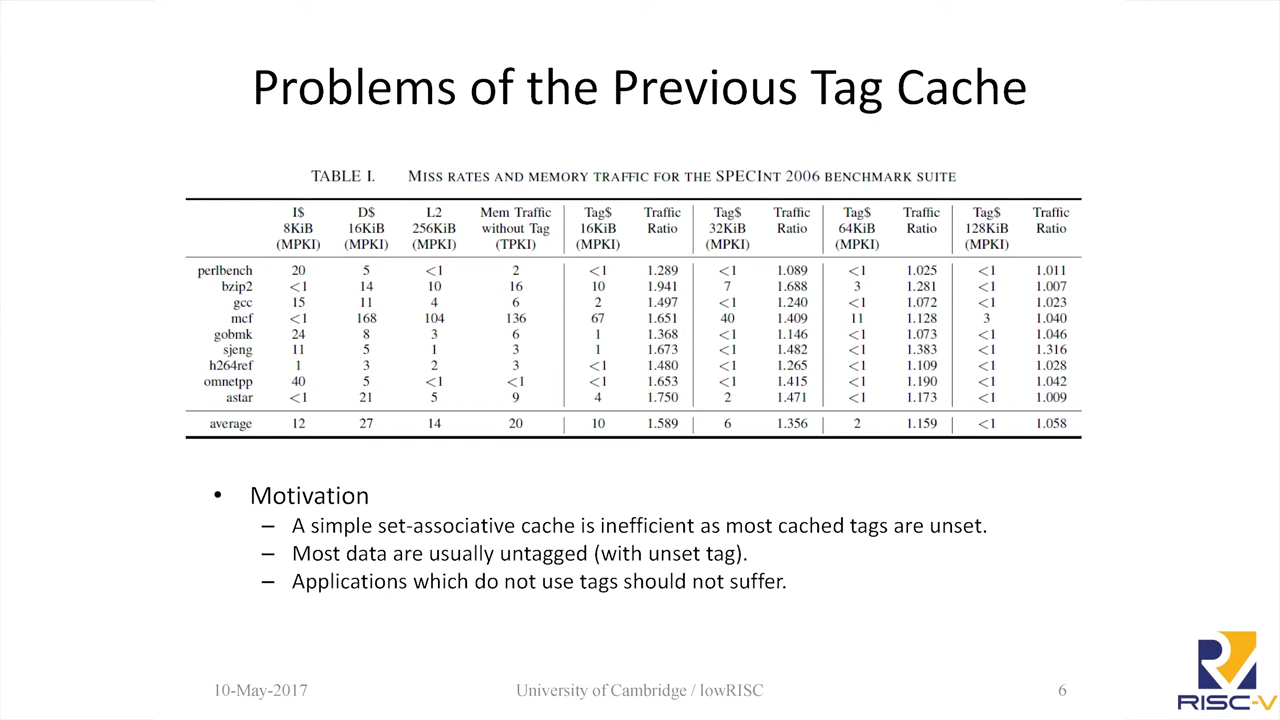 Problems of the Previous Tag Cache
TABLE I. MISS RATES AND MEMORY TRAFFIC FOR THE SPECINT 2006 BENCHMARK SUITE
I$ D$ L2 Mem Traffic Tag$ Traffic Tag$ Traffic Tag$ Traffic Tag$ Traffic
8KiB 16KiB 256KiB without Tag 16KiB Ratio 32KiB Ratio 64KiB Ratio 128KiB Ratio
(MPKI) (MPKI) (MPKI) (TPKI) (MPKI) (MPKI) (MPKI) (MPKI)
perlbench 20 5 <1 2 <1 1.289 <1 1.089 <1 1.025 <1 1.011
bzip2 <1 14 10 16 10 1.941 7 1.688 3 1.281 <1 1.007
gcc 15 11 4 6 2 1.497 <1 1.240 <1 1.072 <1 1.023
mcf <1 168 104 136 67 1.651 40 1.409 11 1.128 3 1.040
gobmk 24 8 3 6 1 1.368 <1 1.146 <1 1.073 <1 1.046
sjeng 11 5 1 3 1 1.673 <1 1.482 <1 1.383 <1 1.316
h264ref 1 3 2 3 <1 1.480 <1 1.265 <1 1.109 <1 1.028
omnetpp 40 5 <1 <1 <1 1.653 <1 1.415 <1 1.190 <1 1.042
astar <1 21 5 9 4 1.750 2 1.471 <1 1.173 <1 1.009
average 12 27 14 20 10 1.589 6 1.356 2 1.159 <1 1.058
• Motivation
– A simple set-associative cache is inefficient as most cached tags are unset.
– Most data are usually untagged (with unset tag).
– Applications which do not use tags should not suffer.
10-May-2017 University of Cambridge / lowRISC 6
RISC-V